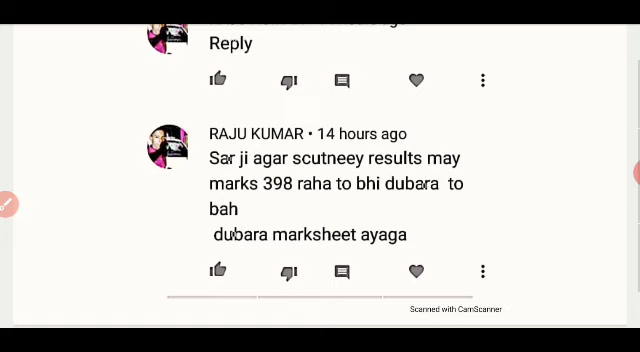 Reply
RAJU KUMAR • 14 hours ago
Sar ji agar scutneey results may
marks 398 raha to bhi dubara to
bah
dubara marksheet ayaga
Scanned with CamScanner